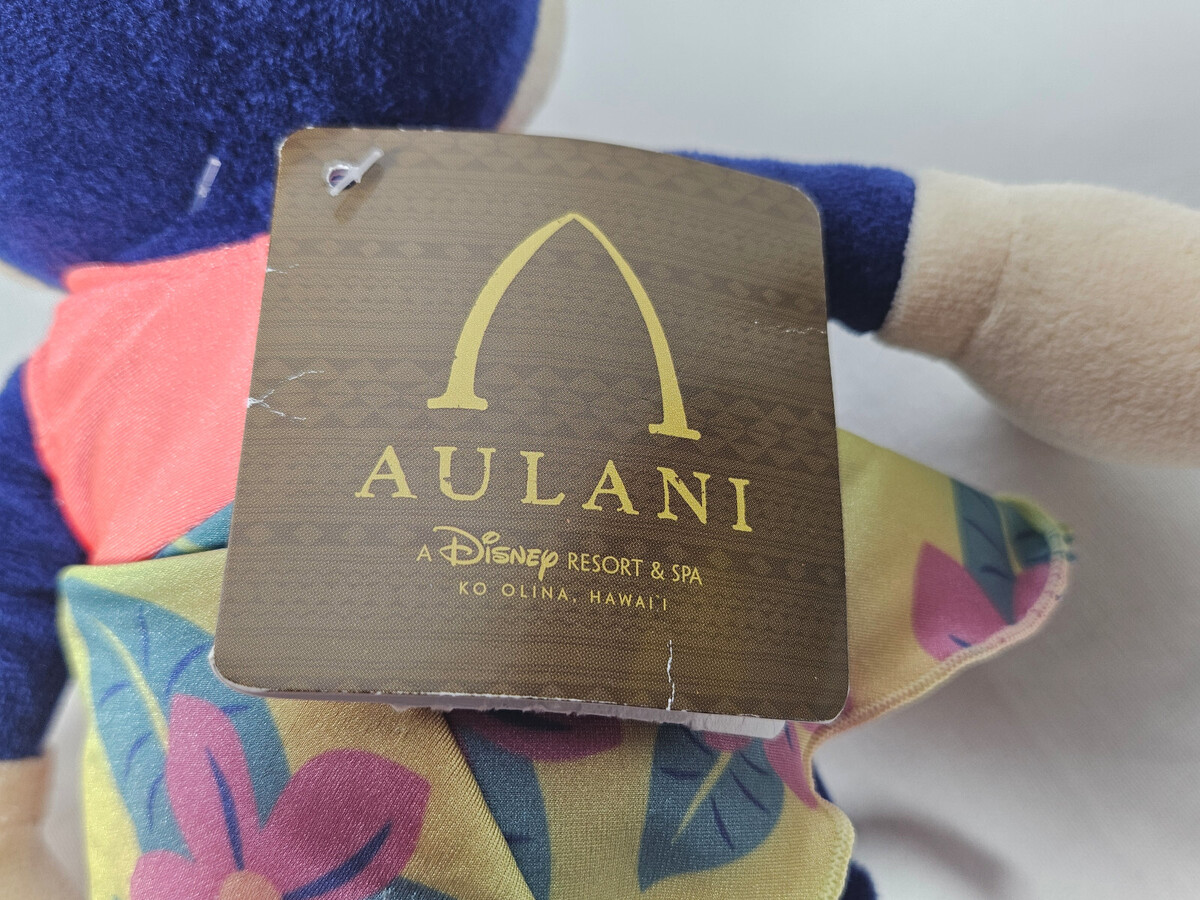 AULANI
A Disney RESORT & SPA
KO OLINA, HAWAI'I